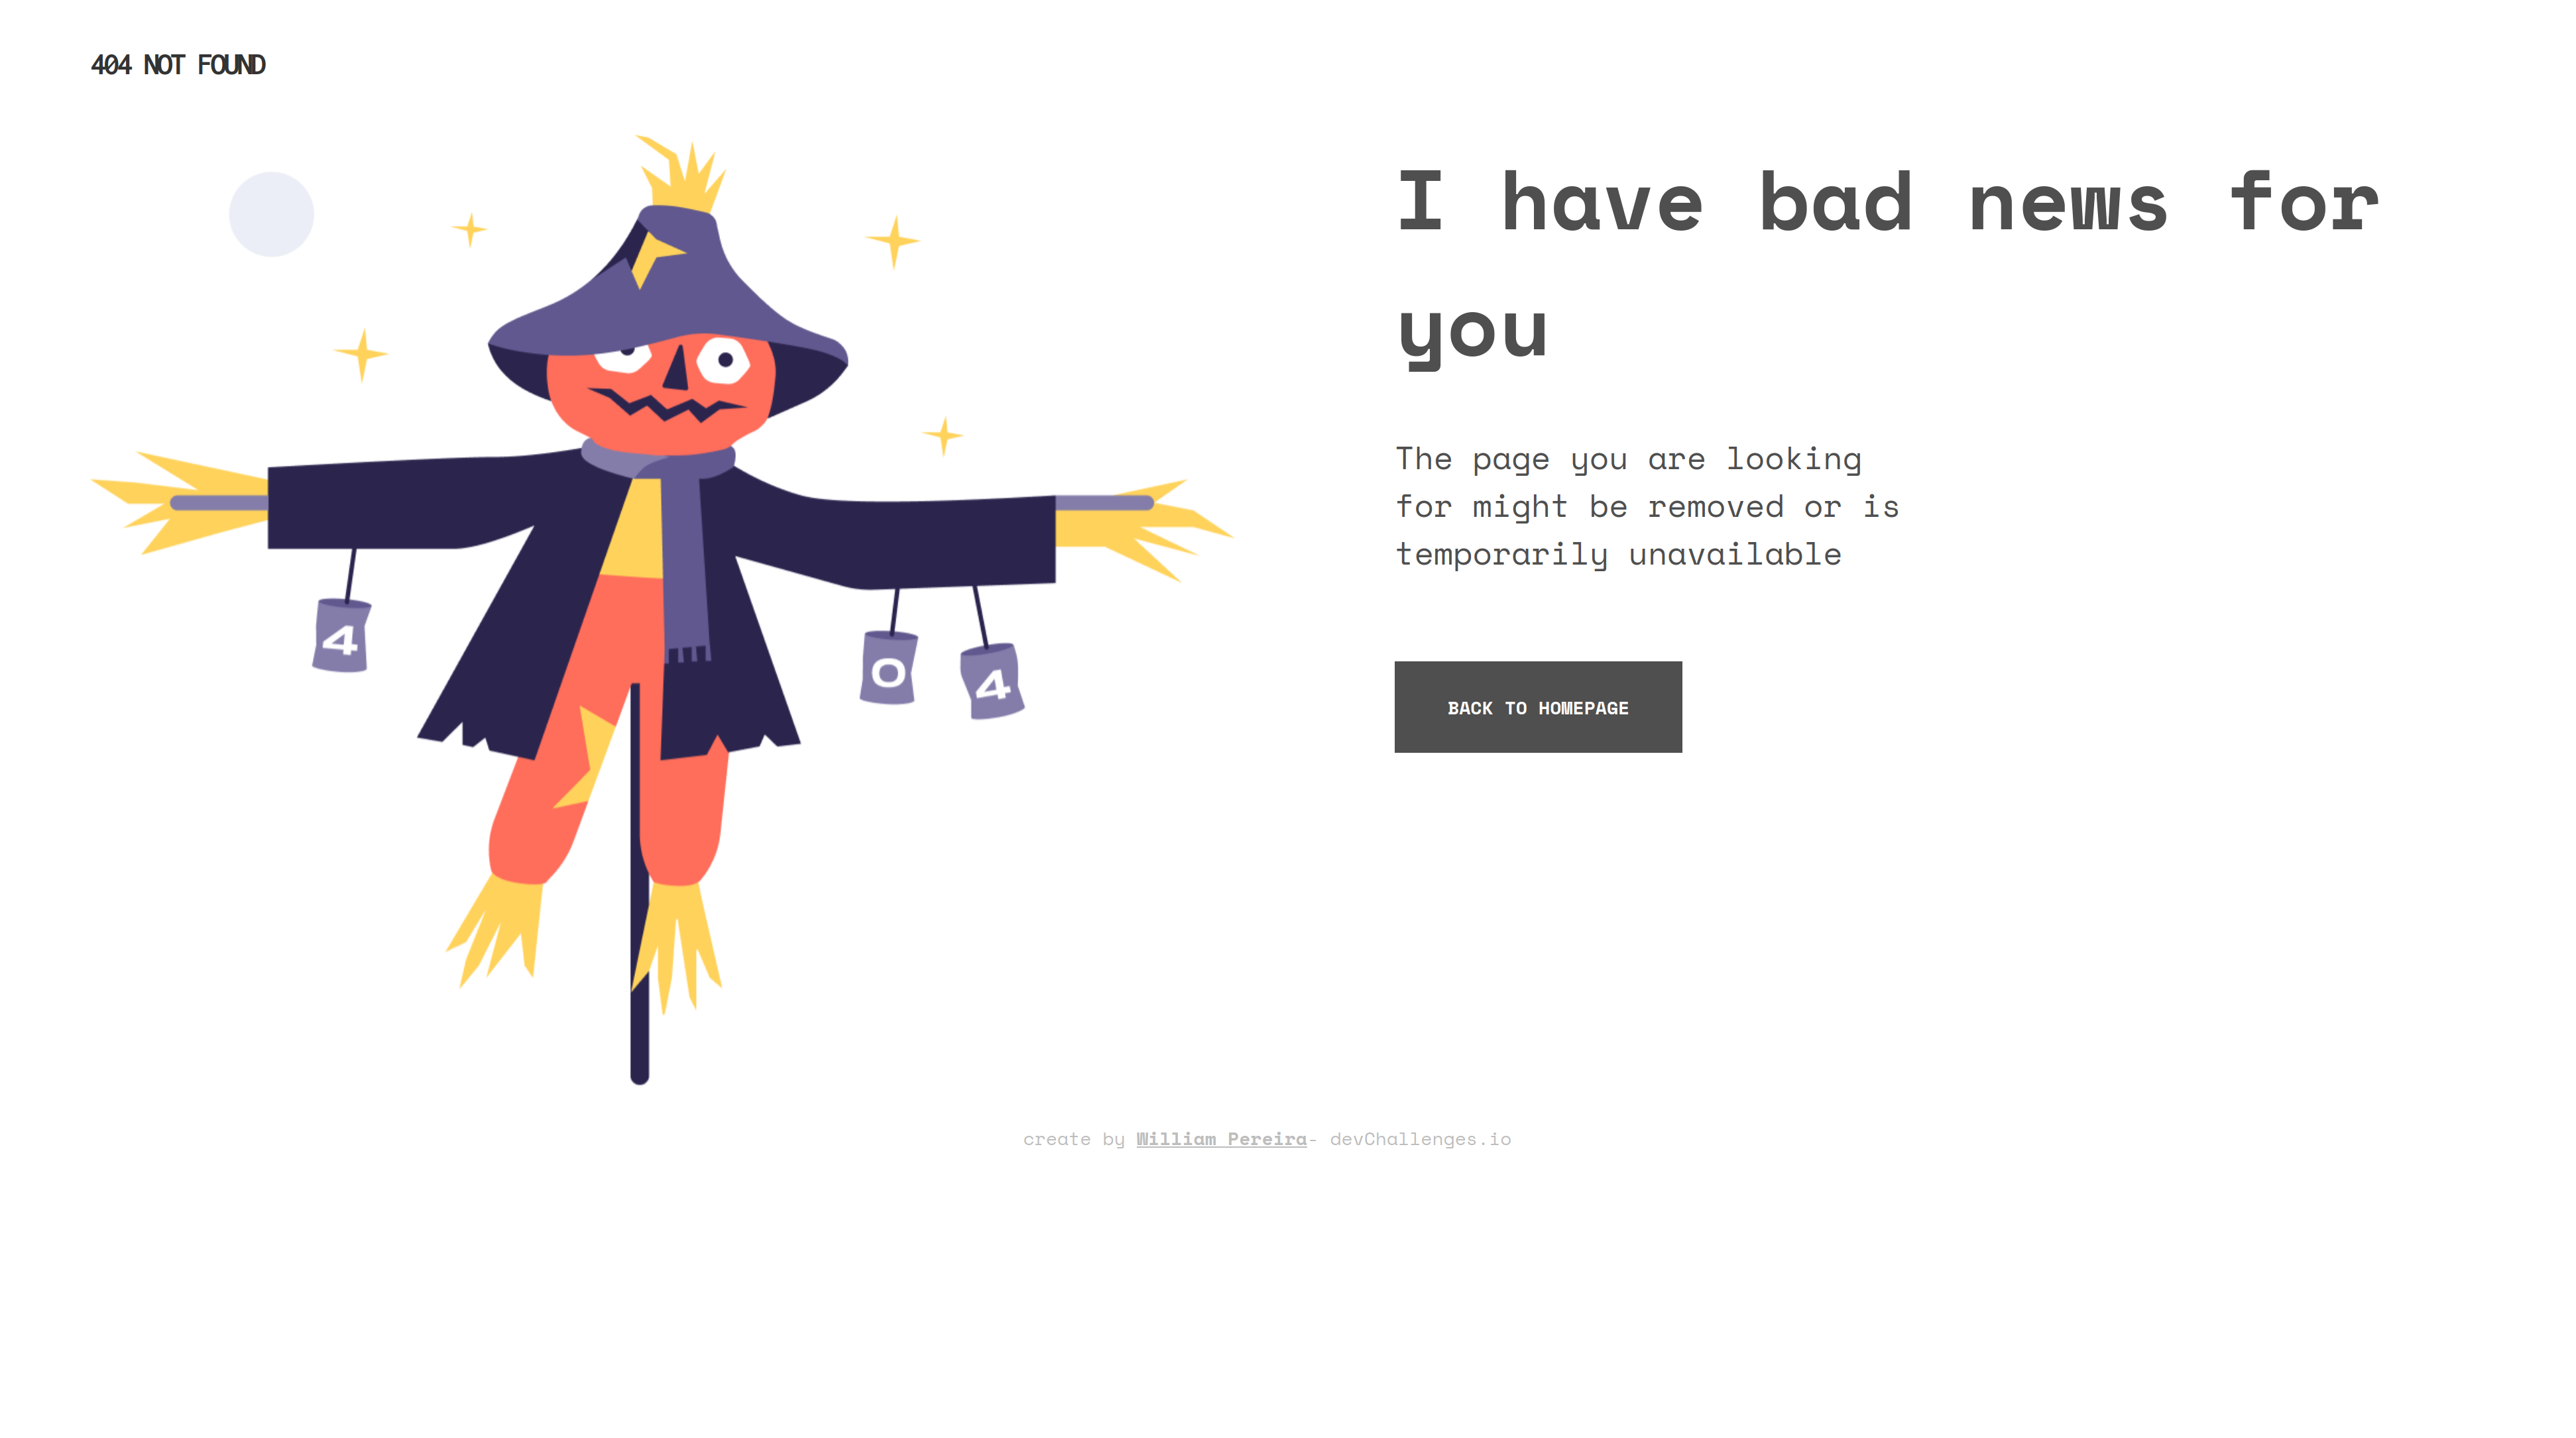 404 NOT FOUND
I have bad news for
you
The page you are looking
for might be removed or is
temporarily unavailable
4
0
4
BACK TO HOMEPAGE
create by William Pereira- devChallenges.io